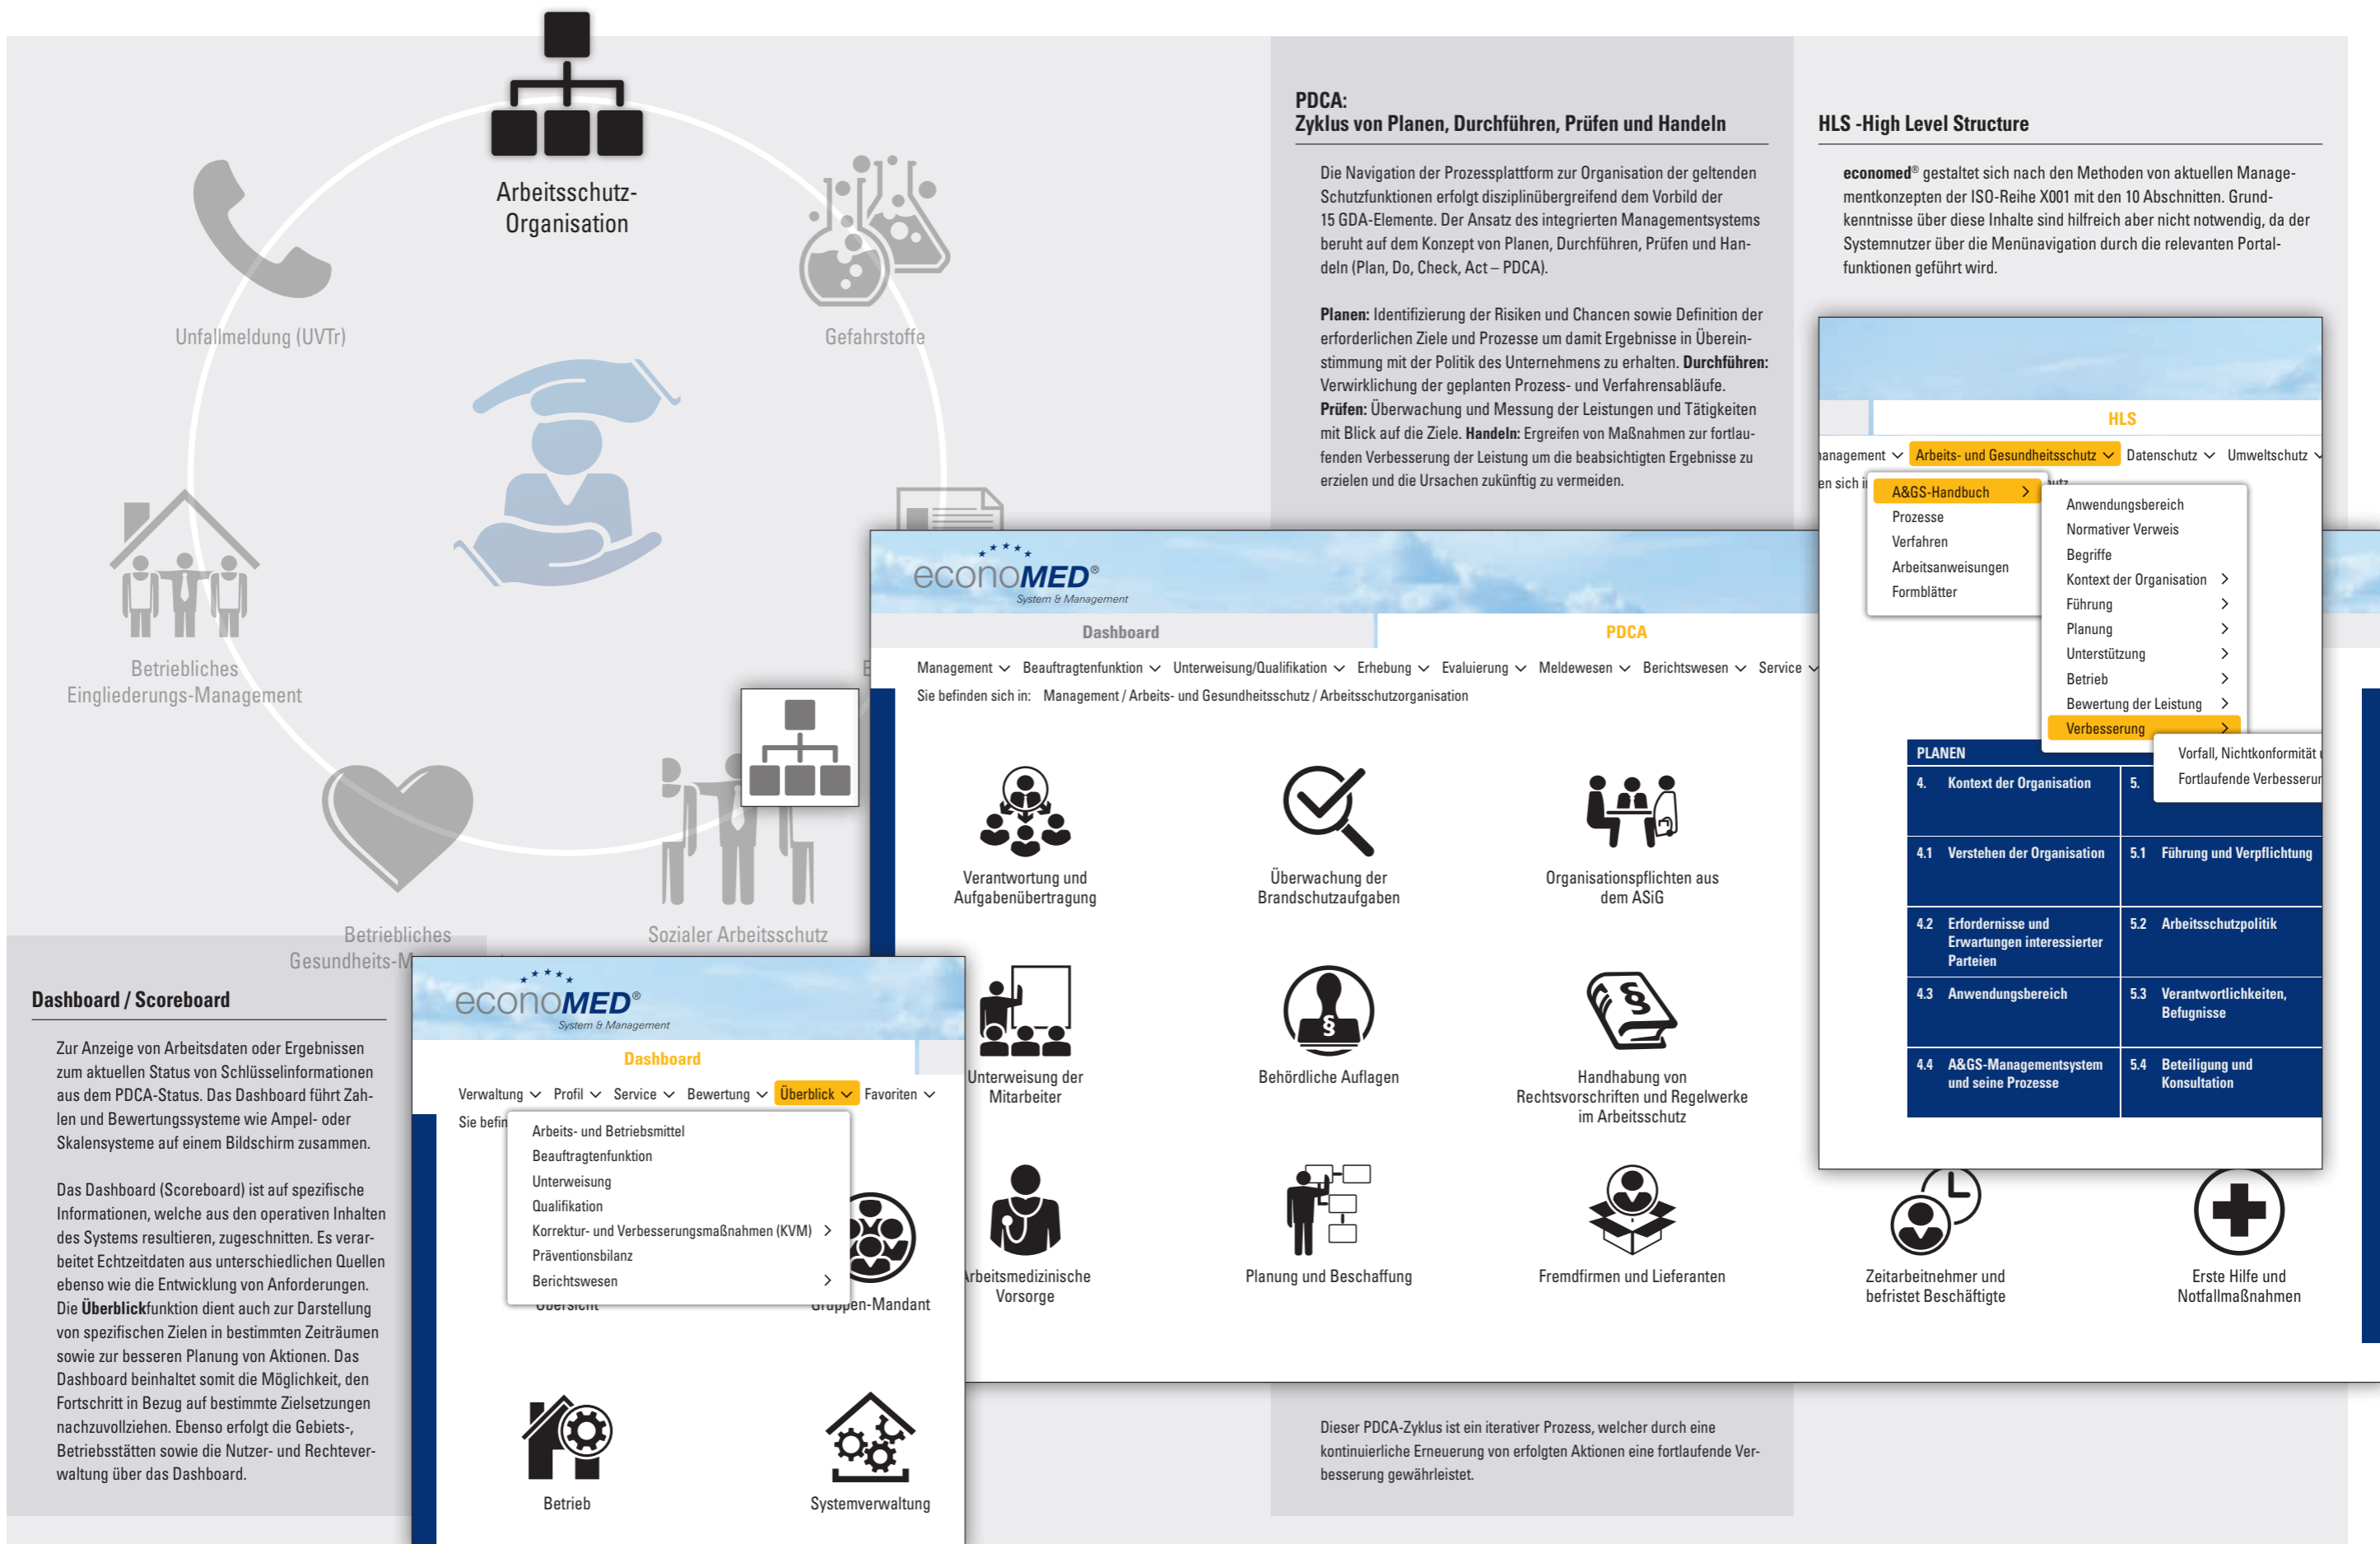 Arbeitsschutz-
Organisation
Unfallmeldung (UVTr)
Gefahrstoffe
Betriebliches
Eingliederungs-Management
Betriebliches
Sozialer Arbeitsschutz
PDCA:
Zyklus von Planen, Durchführen, Prüfen und Handeln
Die Navigation der Prozessplattform zur Organisation der geltenden
Schutzfunktionen erfolgt disziplinübergreifend dem Vorbild der
15 GDA-Elemente. Der Ansatz des integrierten Managementsystems
beruht auf dem Konzept von Planen, Durchführen, Prüfen und Han-
deln (Plan, Do, Check, Act – PDCA).
Planen: Identifizierung der Risiken und Chancen sowie Definition der
erforderlichen Ziele und Prozesse um damit Ergebnisse in Überein-
stimmung mit der Politik des Unternehmens zu erhalten. Durchführen:
Verwirklichung der geplanten Prozess- und Verfahrensabläufe.
Prüfen: Überwachung und Messung der Leistungen und Tätigkeiten
mit Blick auf die Ziele. Handeln: Ergreifen von Maßnahmen zur fortlau-
fenden Verbesserung der Leistung um die beabsichtigten Ergebnisse zu
erzielen und die Ursachen zukünftig zu vermeiden.
HLS -High Level Structure
economed® gestaltet sich nach den Methoden von aktuellen Manage-
mentkonzepten der ISO-Reihe X001 mit den 10 Abschnitten. Grund-
kenntnisse über diese Inhalte sind hilfreich aber nicht notwendig, da der
Systemnutzer über die Menünavigation durch die relevanten Portal-
funktionen geführt wird.
HLS
anagement Arbeits- und Gesundheitsschutz Datenschutz Umweltschutz
en sich i
A&GS-Handbuch
Prozesse
Verfahren
Arbeitsanweisungen
Formblätter
Anwendungsbereich
Normativer Verweis
Begriffe
Kontext der Organisation
Führung
Planung
Unterstützung
Betrieb
Bewertung der Leistung
Verbesserung
Vorfall, Nichtkonformität
Fortlaufende Verbesserun
PLANEN
4. Kontext der Organisation
5.
4.1 Verstehen der Organisation
5.1 Führung und Verpflichtung
4.2 Erfordernisse und
Erwartungen interessierter
Parteien
5.2 Arbeitsschutzpolitik
4.3 Anwendungsbereich
5.3 Verantwortlichkeiten,
Befugnisse
4.4 A&GS-Managementsystem
und seine Prozesse
5.4 Beteiligung und
Konsultation
econoMED®
System & Management
Dashboard
PDCA
Management Beauftragtenfunktion Unterweisung/Qualifikation Erhebung Evaluierung Meldewesen Berichtswesen Service
Sie befinden sich in: Management / Arbeits- und Gesundheitsschutz / Arbeitsschutzorganisation
Verantwortung und
Aufgabenübertragung
Überwachung der
Brandschutzaufgaben
Organisationspflichten aus
dem ASiG
Unterweisung der
Mitarbeiter
Behördliche Auflagen
Handhabung von
Rechtsvorschriften und Regelwerke
im Arbeitsschutz
Arbeitsmedizinische
Vorsorge
Planung und Beschaffung
Fremdfirmen und Lieferanten
Zeitarbeitnehmer und
befristet Beschäftigte
Erste Hilfe und
Notfallmaßnahmen
Gesundheits-M
Dashboard / Scoreboard
Zur Anzeige von Arbeitsdaten oder Ergebnissen
zum aktuellen Status von Schlüsselinformationen
aus dem PDCA-Status. Das Dashboard führt Zah-
len und Bewertungssysteme wie Ampel- oder
Skalensysteme auf einem Bildschirm zusammen.
Das Dashboard (Scoreboard) ist auf spezifische
Informationen, welche aus den operativen Inhalten
des Systems resultieren, zugeschnitten. Es verar-
beitet Echtzeitdaten aus unterschiedlichen Quellen
ebenso wie die Entwicklung von Anforderungen.
Die Überblickfunktion dient auch zur Darstellung
von spezifischen Zielen in bestimmten Zeiträumen
sowie zur besseren Planung von Aktionen. Das
Dashboard beinhaltet somit die Möglichkeit, den
Fortschritt in Bezug auf bestimmte Zielsetzungen
nachzuvollziehen. Ebenso erfolgt die Gebiets-,
Betriebsstätten sowie die Nutzer- und Rechtever-
waltung über das Dashboard.
econoMED®
System & Management
Dashboard
Verwaltung Profil Service Bewertung Überblick Favoriten
Sie befin
Arbeits- und Betriebsmittel
Beauftragtenfunktion
Unterweisung
Qualifikation
Korrektur- und Verbesserungsmaßnahmen (KVM)
Präventionsbilanz
Berichtswesen
Übersicht
Gruppen-Mandant
Betrieb
Systemverwaltung
Dieser PDCA-Zyklus ist ein iterativer Prozess, welcher durch eine
kontinuierliche Erneuerung von erfolgten Aktionen eine fortlaufende Ver-
besserung gewährleistet.